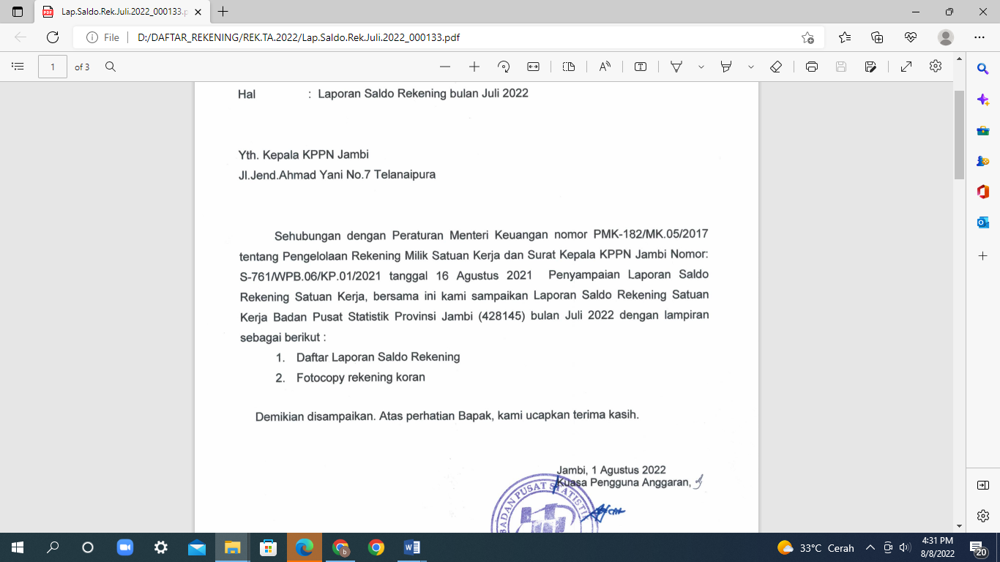 Lap.Saldo.Rek.Juli.2022_000133.p
File D:/DAFTAR_REKENING/REK.TA.2022/Lap.Saldo.Rek.Juli.2022_000133.pdf
1 of 3
Hal : Laporan Saldo Rekening bulan Juli 2022
Yth. Kepala KPPN Jambi
Jl.Jend.Ahmad Yani No.7 Telanaipura
Sehubungan dengan Peraturan Menteri Keuangan nomor PMK-182/MK.05/2017
tentang Pengelolaan Rekening Milik Satuan Kerja dan Surat Kepala KPPN Jambi Nomor:
S-761/WPB.06/KP.01/2021 tanggal 16 Agustus 2021 Penyampaian Laporan Saldo
Rekening Satuan Kerja, bersama ini kami sampaikan Laporan Saldo Rekening Satuan
Kerja Badan Pusat Statistik Provinsi Jambi (428145) bulan Juli 2022 dengan lampiran
sebagai berikut :
1. Daftar Laporan Saldo Rekening
2. Fotocopy rekening koran
Demikian disampaikan. Atas perhatian Bapak, kami ucapkan terima kasih.
Jambi, 1 Agustus 2022
Kuasa Pengguna Anggaran,
BADAN PUSAT STATISTI
33°C Cerah
4:31 PM
8/8/2022
20